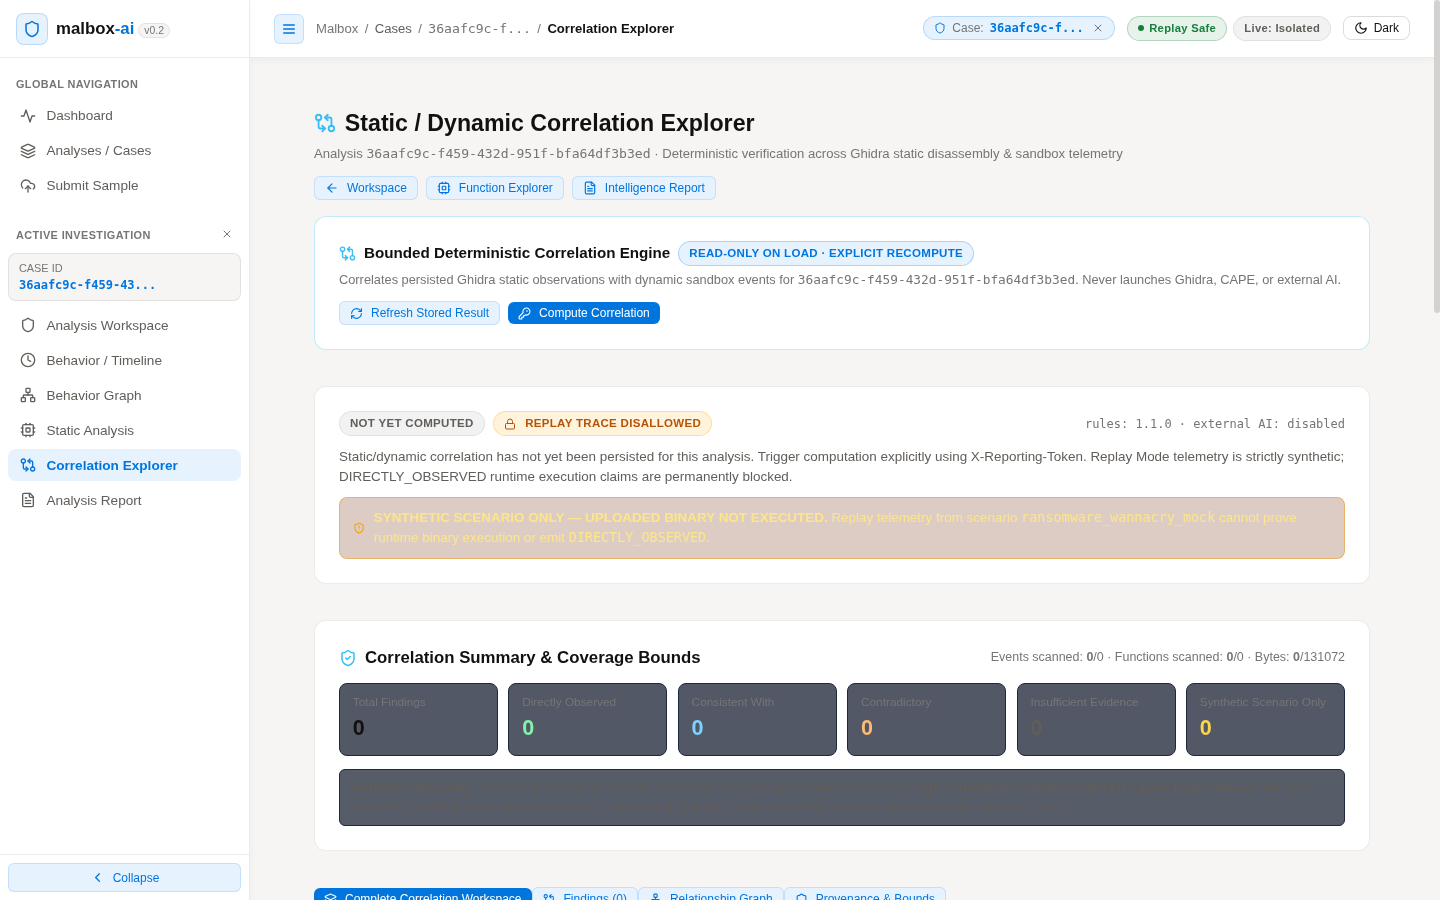 malbox-ai v0.2
Malbox / Cases / 36aafc9c-f... / Correlation Explorer
Case: 36aafc9c-f...
Replay Safe
Live: Isolated
Dark
GLOBAL NAVIGATION
Dashboard
Analyses / Cases
Submit Sample
ACTIVE INVESTIGATION
CASE ID
36aafc9c-f459-43...
Analysis Workspace
Behavior / Timeline
Behavior Graph
Static Analysis
Correlation Explorer
Analysis Report
Collapse
Static / Dynamic Correlation Explorer
Analysis 36aafc9c-f459-432d-951f-bfa64df3b3ed · Deterministic verification across Ghidra static disassembly & sandbox telemetry
Workspace
Function Explorer
Intelligence Report
Bounded Deterministic Correlation Engine READ-ONLY ON LOAD · EXPLICIT RECOMPUTE
Correlates persisted Ghidra static observations with dynamic sandbox events for 36aafc9c-f459-432d-951f-bfa64df3b3ed. Never launches Ghidra, CAPE, or external AI.
Refresh Stored Result
Compute Correlation
NOT YET COMPUTED
REPLAY TRACE DISALLOWED
rules: 1.1.0 · external AI: disabled
Static/dynamic correlation has not yet been persisted for this analysis. Trigger computation explicitly using X-Reporting-Token. Replay Mode telemetry is strictly synthetic;
DIRECTLY_OBSERVED runtime execution claims are permanently blocked.
SYNTHETIC SCENARIO ONLY — UPLOADED BINARY NOT EXECUTED. Replay telemetry from scenario ransomware_wannacry_mock cannot prove
runtime binary execution or emit DIRECTLY_OBSERVED.
Correlation Summary & Coverage Bounds
Events scanned: 0/0 · Functions scanned: 0/0 · Bytes: 0/131072
Total Findings
0
Directly Observed
0
Consistent With
0
Contradictory
0
Insufficient Evidence
0
Synthetic Scenario Only
0
Complete Correlation Workspace
Findings (0)
Relationship Graph
Provenance & Bounds